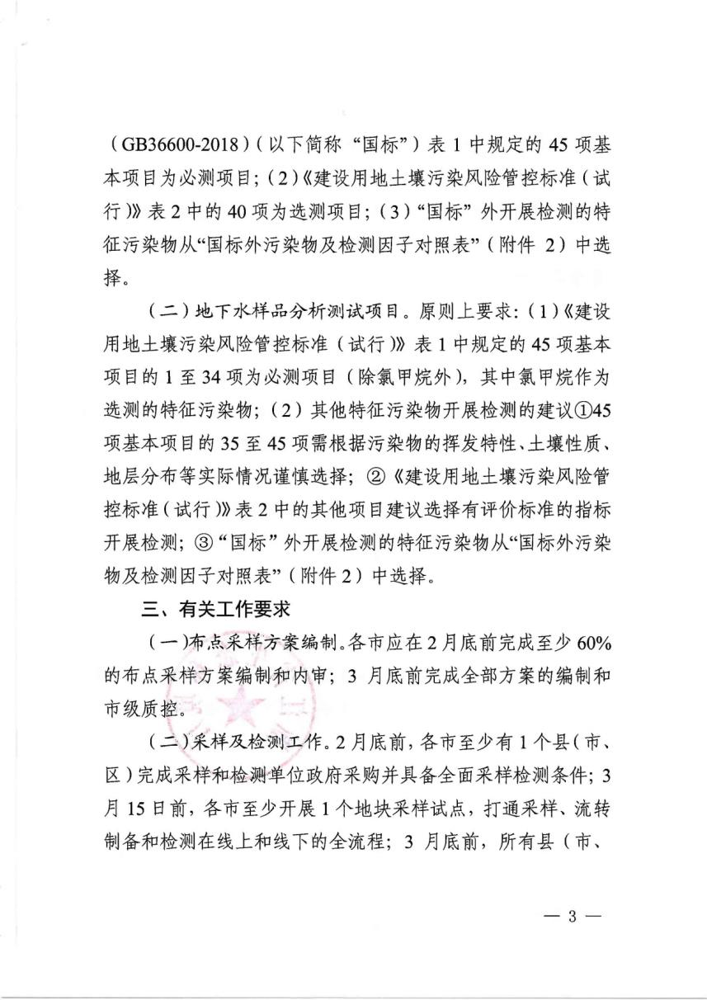 （GB36600-2018）（以下简称“国标”）表 1 中规定的 45 项基
本项目为必测项目；（2）《建设用地土壤污染风险管控标准（试
行）》表 2 中的 40 项为选测项目；（3）“国标”外开展检测的特
征污染物从“国标外污染物及检测因子对照表”（附件 2）中选
择。
（二）地下水样品分析测试项目。原则上要求：（1）《建设
用地土壤污染风险管控标准（试行）》表 1 中规定的 45 项基本
项目的 1 至 34 项为必测项目（除氯甲烷外），其中氯甲烷作为
选测的特征污染物；（2）其他特征污染物开展检测的建议①45
项基本项目的 35 至 45 项需根据污染物的挥发特性、土壤性质、
地层分布等实际情况谨慎选择；②《建设用地土壤污染风险管
控标准（试行）》表 2 中的其他项目建议选择有评价标准的指标
开展检测；③“国标”外开展检测的特征污染物从“国标外污染
物及检测因子对照表”（附件 2）中选择。
三、有关工作要求
（一）布点采样方案编制。各市应在 2 月底前完成至少 60%
的布点采样方案编制和内审；3 月底前完成全部方案的编制和
市级质控。
（二）采样及检测工作。2 月底前，各市至少有 1 个县（市、
区）完成采样和检测单位政府采购并具备全面采样检测条件；3
月 15 日前，各市至少开展 1 个地块采样试点，打通采样、流转
制备和检测在线上和线下的全流程；3 月底前，所有县（市、
— 3 —